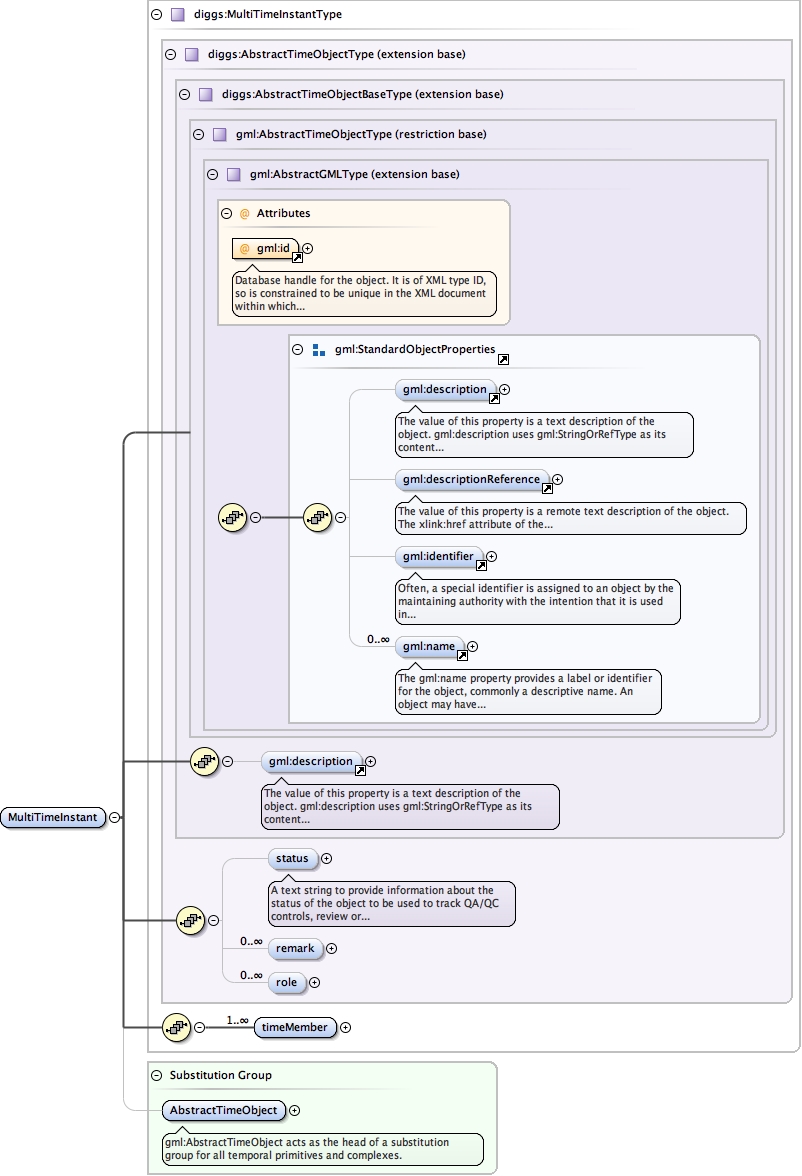 diggs:MultiTimeInstantType
diggs:AbstractTimeObjectType (extension base)
diggs:AbstractTimeObjectBaseType (extension base)
gml:AbstractTimeObjectType (restriction base)
gml:AbstractGMLType (extension base)
@ Attributes
@ gml:id
Database handle for the object. It is of XML type ID,
so is constrained to be unique in the XML document
within which...
gml:StandardObjectProperties
gml:description
The value of this property is a text description of the
object. gml:description uses gml:StringOrRefType as its
content...
gml:descriptionReference
The value of this property is a remote text description of the object.
The xlink:href attribute of the...
gml:identifier
Often, a special identifier is assigned to an object by the
maintaining authority with the intention that it is used
in...
0..∞ gml:name
The gml:name property provides a label or identifier
for the object, commonly a descriptive name. An
object may have...
gml:description
The value of this property is a text description of the
object. gml:description uses gml:StringOrRefType as its
content...
MultiTimeInstant
status
A text string to provide information about the
status of the object to be used to track QA/QC
controls, review or...
0..∞ remark
0..∞ role
1..∞ timeMember
Substitution Group
AbstractTimeObject
gml:AbstractTimeObject acts as the head of a substitution
group for all temporal primitives and complexes.